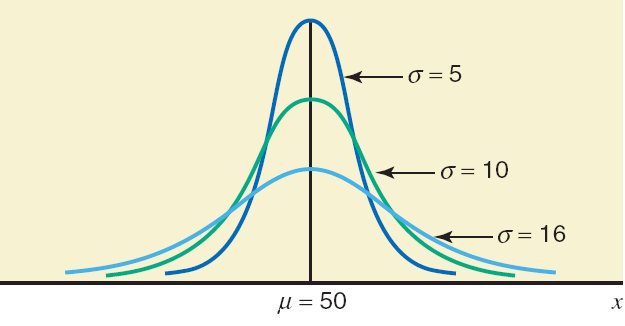 σ = 5
σ = 10
σ = 16
μ = 50
x